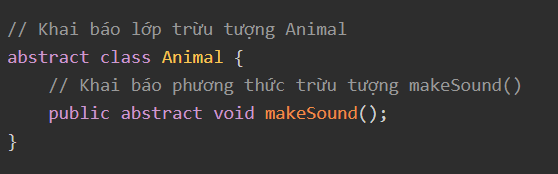 // Khai báo lớp trừu tượng Animal
abstract class Animal {
    // Khai báo phương thức trừu tượng makeSound()
    public abstract void makeSound();
}